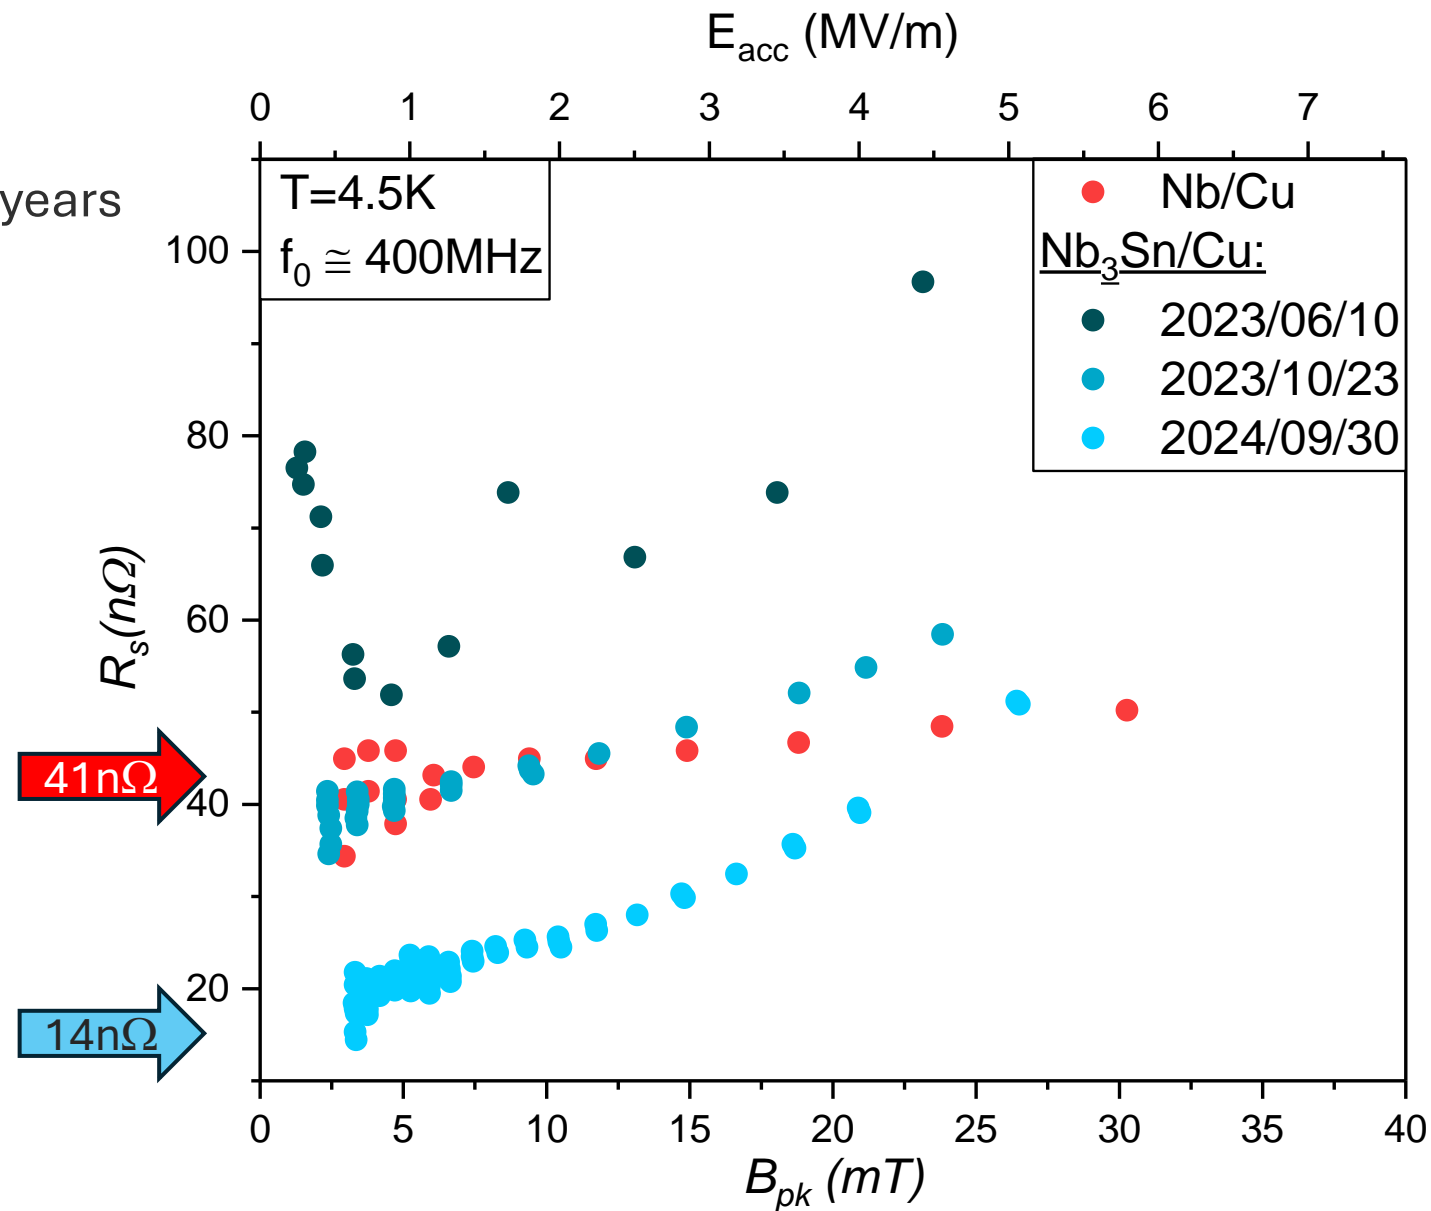 E_acc (MV/m)
0 1 2 3 4 5 6 7
years
T=4.5K
f₀ ≅ 400MHz
Nb/Cu
Nb₃Sn/Cu:
2023/06/10
2023/10/23
2024/09/30
100
80
60
40
20
R_s(nΩ)
41nΩ
14nΩ
0 5 10 15 20 25 30 35 40
B_pk (mT)